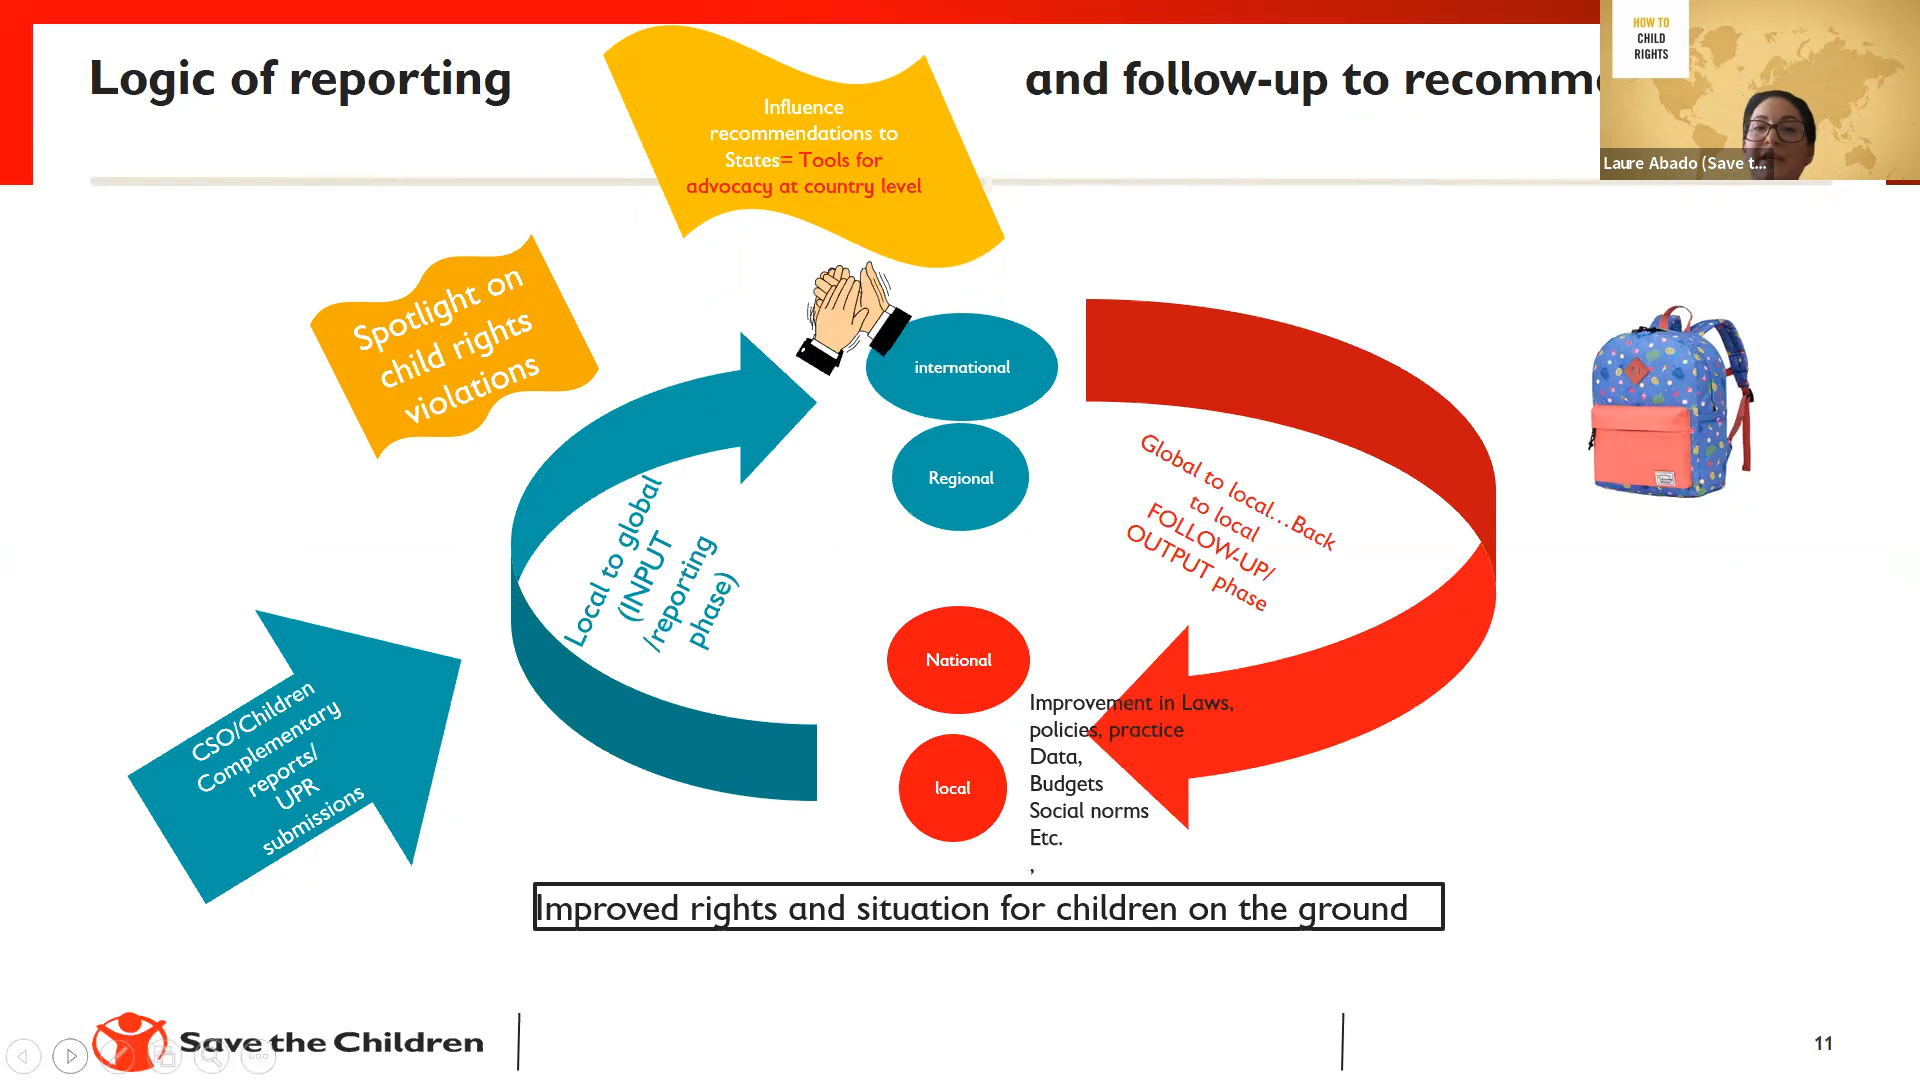 Logic of reporting and follow-up to recomm
HOW TO
CHILD
RIGHTS
Laure Abado (Save t...
Influence
recommendations to
States= Tools for
advocacy at country level
Spotlight on
child rights
violations
international
Regional
Global to local...Back
to local
FOLLOW-UP/
OUTPUT phase
Local to global
(INPUT
/reporting
phase)
National
local
CSO/Children
Complementary
reports/
UPR
submissions
Improvement in Laws,
policies, practice
Data,
Budgets
Social norms
Etc.
,
Improved rights and situation for children on the ground
Save the Children
11